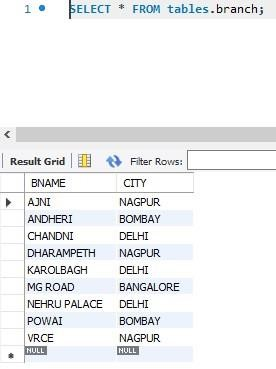 1 SELECT * FROM tables.branch;
Result Grid Filter Rows:
BNAME CITY
AJNI NAGPUR
ANDHERI BOMBAY
CHANDNI DELHI
DHARAMPETH NAGPUR
KAROLBAGH DELHI
MG ROAD BANGALORE
NEHRU PALACE DELHI
POWAI BOMBAY
VRCE NAGPUR
NULL NULL